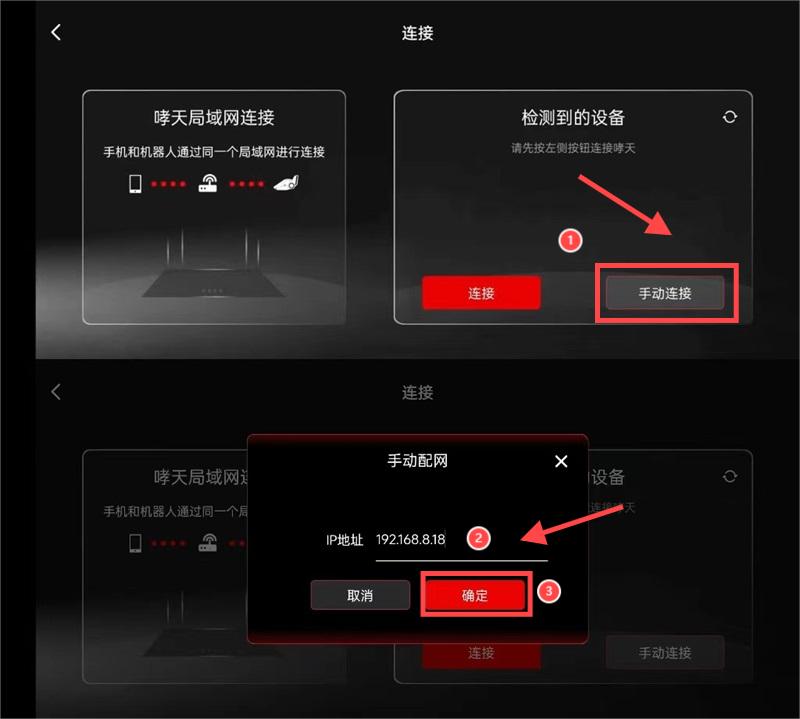 连接
哮天局域网连接
手机和机器人通过同一个局域网进行连接
检测到的设备
请先按左侧按钮连接哮天
1
连接
手动连接
连接
哮天局域网连
手机和机器人通过同一个局
设备
连接哮天
手动配网
IP地址 192.168.8.18
2
取消
确定
3
连接
手动连接